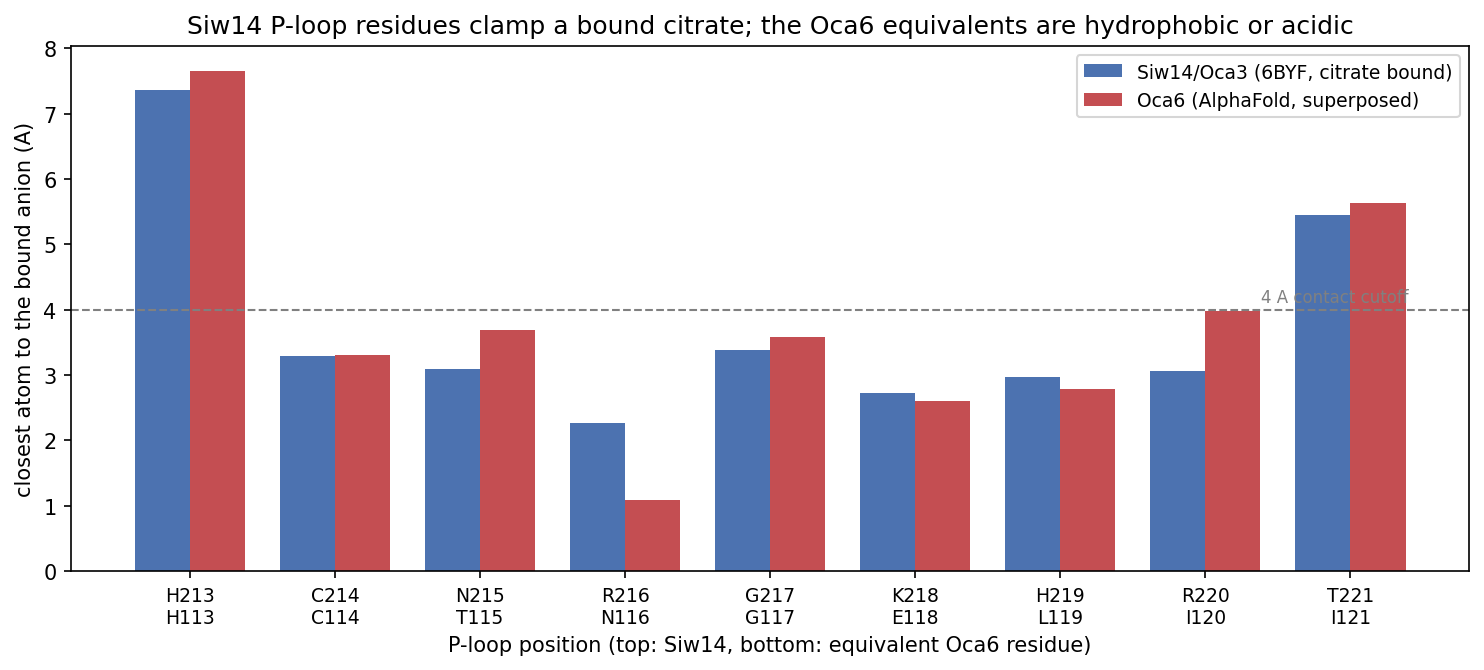 Siw14 P-loop residues clamp a bound citrate; the Oca6 equivalents are hydrophobic or acidic
Siw14/Oca3 (6BYF, citrate bound)
Oca6 (AlphaFold, superposed)
closest atom to the bound anion (A)
8
7
6
5
4
3
2
1
0
4 A contact cutoff
H213 C214 N215 R216 G217 K218 H219 R220 T221
H113 C114 T115 N116 G117 E118 L119 I120 I121
P-loop position (top: Siw14, bottom: equivalent Oca6 residue)